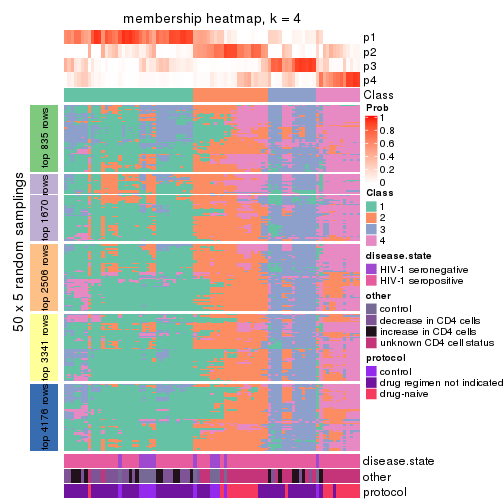 membership heatmap, k = 4
p1
p2
p3
p4
Class
50 x 5 random samplings
top 835 rows
top 1670 rows
top 2506 rows
top 3341 rows
top 4176 rows
Prob
1
0.8
0.6
0.4
0.2
0
Class
1
2
3
4
disease.state
HIV-1 seronegative
HIV-1 seropositive
other
control
decrease in CD4 cells
increase in CD4 cells
unknown CD4 cell status
protocol
control
drug regimen not indicated
drug-naive
disease.state
other
protocol